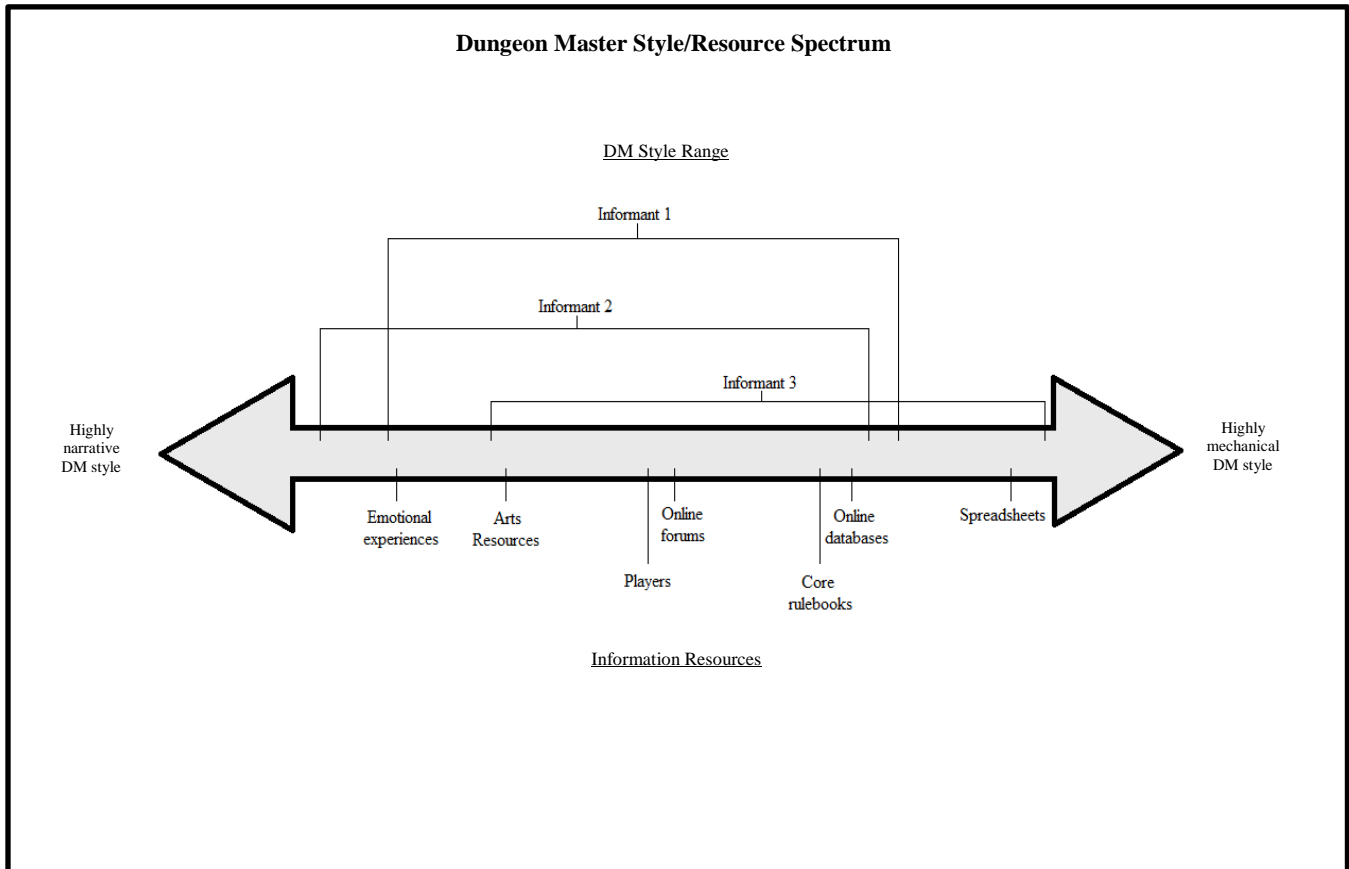 Dungeon Master Style/Resource Spectrum
DM Style Range
Informant 1
Informant 2
Informant 3
Highly
narrative
DM style
Highly
mechanical
DM style
Emotional
experiences
Arts
Resources
Online
forums
Online
databases
Spreadsheets
Players
Core
rulebooks
Information Resources